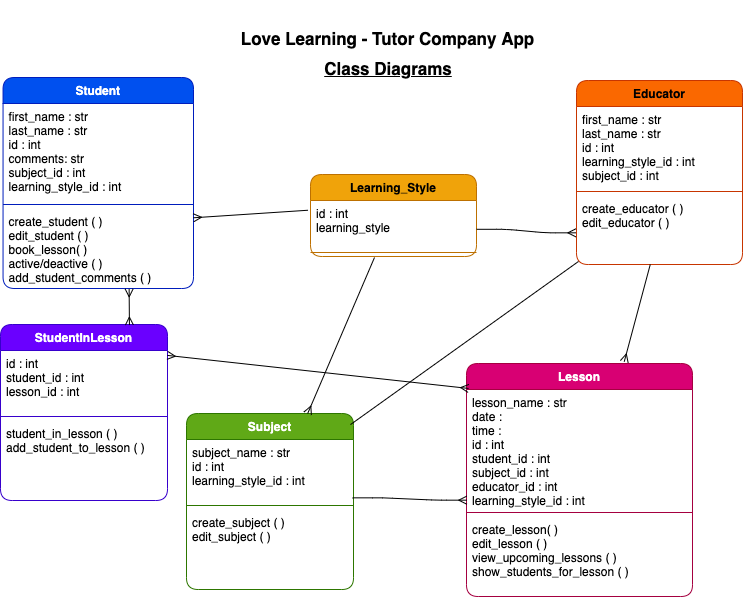 Love Learning - Tutor Company App
Class Diagrams
Student
first_name : str
last_name : str
id : int
comments: str
subject_id : int
learning_style_id : int
create_student ( )
edit_student ( )
book_lesson( )
active/deactive ( )
add_student_comments ( )
Learning_Style
id : int
learning_style
Educator
first_name : str
last_name : str
id : int
learning_style_id : int
subject_id : int
create_educator ( )
edit_educator ( )
StudentInLesson
id : int
student_id : int
lesson_id : int
student_in_lesson ( )
add_student_to_lesson ( )
Subject
subject_name : str
id : int
learning_style_id : int
create_subject ( )
edit_subject ( )
Lesson
lesson_name : str
date :
time :
id : int
student_id : int
subject_id : int
educator_id : int
learning_style_id : int
create_lesson( )
edit_lesson ( )
view_upcoming_lessons ( )
show_students_for_lesson ( )